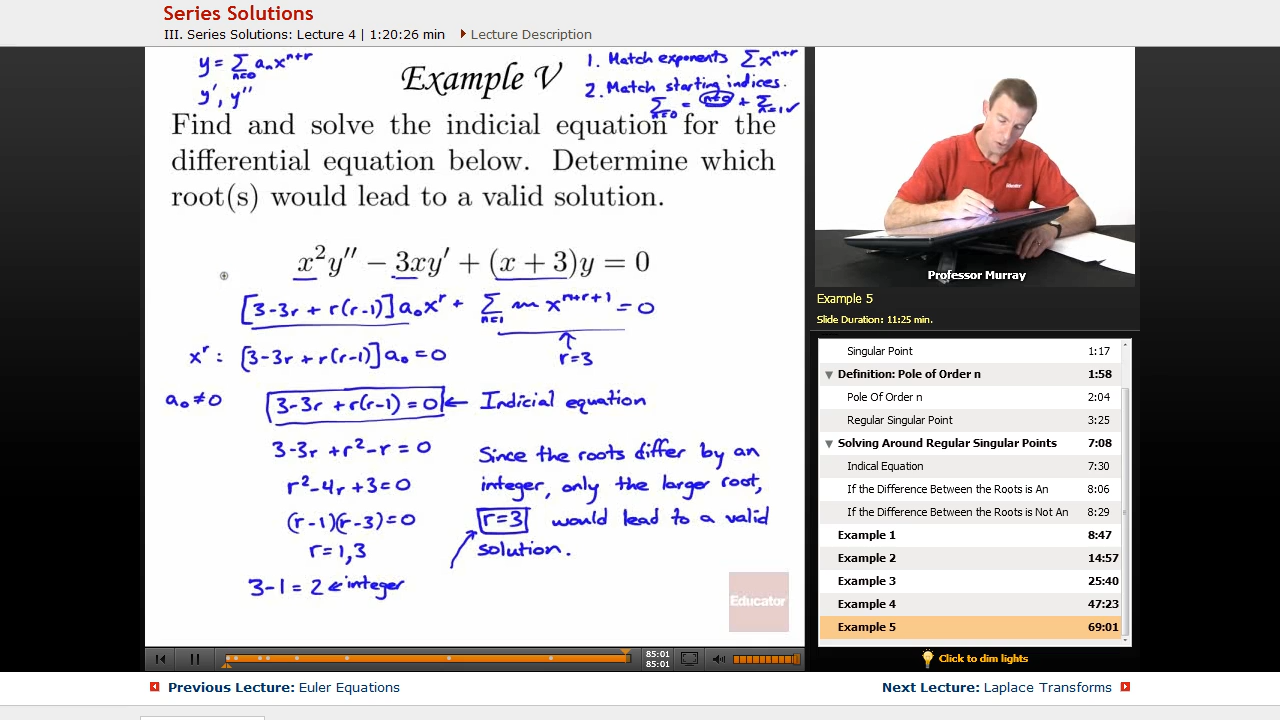 Series Solutions
III. Series Solutions: Lecture 4 | 1:20:26 min Lecture Description
y = ∑ aₙxⁿ⁺ʳ
n=0
y', y''
Example V
1. Match exponents ∑xⁿ⁺ʳ
2. Match starting indices.
∑ = n=0 + ∑ ✓
n=0 n=1
Find and solve the indicial equation for the
differential equation below. Determine which
root(s) would lead to a valid solution.
x²y'' − 3xy' + (x + 3)y = 0
[3-3r + r(r-1)]a₀xʳ + ∑ xⁿ⁺ʳ⁺¹ = 0
n=1
xʳ: [3-3r + r(r-1)]a₀ = 0
r=3
a₀ ≠ 0
3-3r + r(r-1) = 0 ← Indicial equation
3-3r + r²-r = 0
r²-4r+3=0
(r-1)(r-3)=0
r=1,3
3-1=2 ← integer
Since the roots differ by an
integer, only the larger root,
r=3 would lead to a valid
solution.
Educator
85:01
85:01
Educator
Professor Murray
Example 5
Slide Duration: 11:25 min.
Singular Point 1:17
Definition: Pole of Order n 1:58
Pole Of Order n 2:04
Regular Singular Point 3:25
Solving Around Regular Singular Points 7:08
Indical Equation 7:30
If the Difference Between the Roots is An 8:06
If the Difference Between the Roots is Not An 8:29
Example 1 8:47
Example 2 14:57
Example 3 25:40
Example 4 47:23
Example 5 69:01
Click to dim lights
Previous Lecture: Euler Equations
Next Lecture: Laplace Transforms